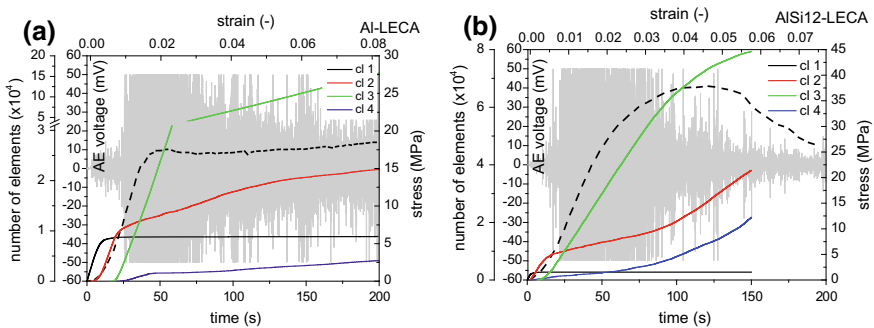 (a)
strain (-)
Al-LECA
0.00 0.02 0.04 0.06 0.08
number of elements (x10⁴)
20 15 10 5 3 2 1 0
AE voltage (mV)
60 50 40 30 20 10 0 -10 -20 -30 -40 -50 -60
cl 1
cl 2
cl 3
cl 4
30 25 20 15 10 5 0
stress (MPa)
0 50 100 150 200
time (s)
(b)
strain (-)
AlSi12-LECA
0.00 0.01 0.02 0.03 0.04 0.05 0.06 0.07
number of elements (x10⁴)
8 6 4 2 0
AE voltage (mV)
60 50 40 30 20 10 0 -10 -20 -30 -40 -50 -60
cl 1
cl 2
cl 3
cl 4
45 40 35 30 25 20 15 10 5 0
stress (MPa)
0 50 100 150 200
time (s)